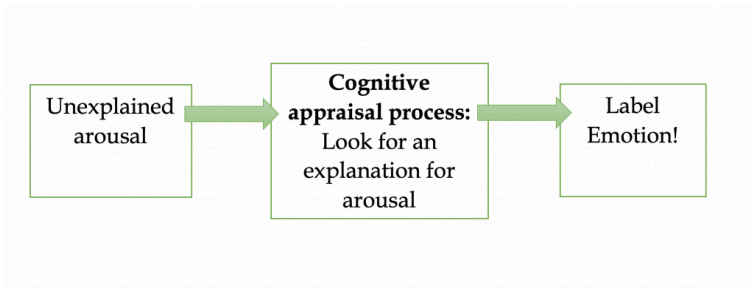 Unexplained
arousal
Cognitive
appraisal process:
Look for an
explanation for
arousal
Label
Emotion!